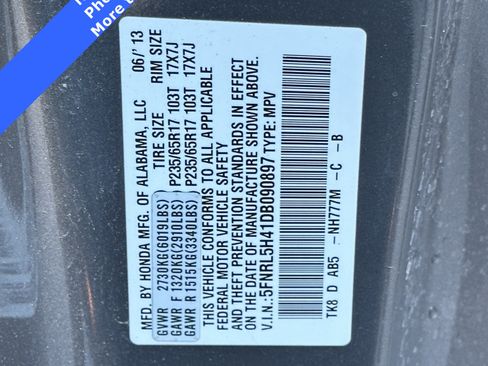 MFD. BY HONDA MFG. OF ALABAMA, LLC 06/'13
GVWR 2730KG(6019LBS) TIRE SIZE RIM SIZE
GAWR F 1320KG(2910LBS) P235/65R17 103T 17X7J
GAWR R 1515KG(3340LBS) P235/65R17 103T 17X7J
THIS VEHICLE CONFORMS TO ALL APPLICABLE
FEDERAL MOTOR VEHICLE SAFETY
AND THEFT PREVENTION STANDARDS IN EFFECT
ON THE DATE OF MANUFACTURE SHOWN ABOVE.
V.I.N.:5FNRL5H41DB090897 TYPE: MPV
TK8 D AB5 - NH777M - C - B
More